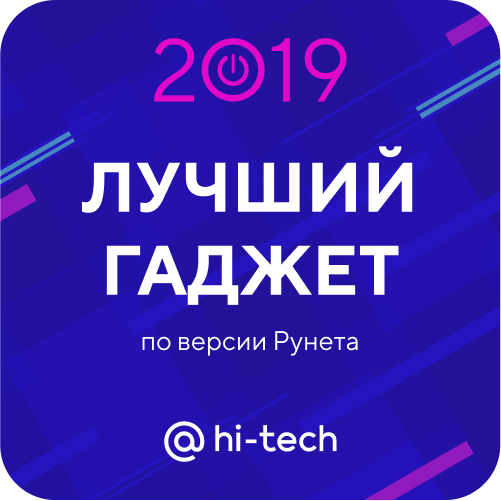 2019
ЛУЧШИЙ
ГАДЖЕТ
по версии Рунета
@ hi-tech